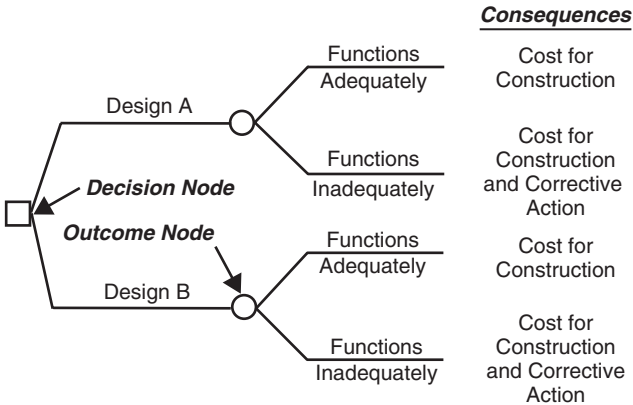 Consequences
Functions
Adequately
Cost for
Construction
Design A
Functions
Inadequately
Cost for
Construction
and Corrective
Action
Decision Node
Outcome Node
Functions
Adequately
Cost for
Construction
Design B
Functions
Inadequately
Cost for
Construction
and Corrective
Action